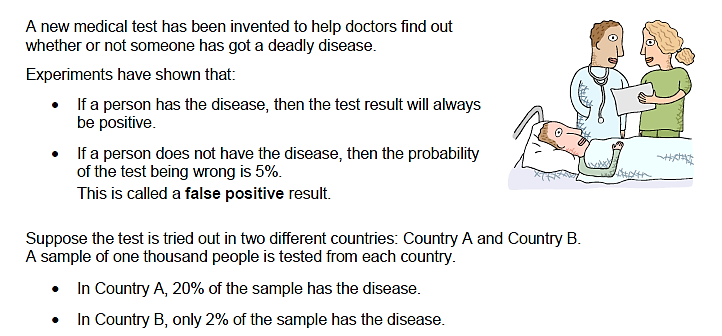 A new medical test has been invented to help doctors find out
whether or not someone has got a deadly disease.
Experiments have shown that:
• If a person has the disease, then the test result will always
be positive.
• If a person does not have the disease, then the probability
of the test being wrong is 5%.
This is called a false positive result.
Suppose the test is tried out in two different countries: Country A and Country B.
A sample of one thousand people is tested from each country.
• In Country A, 20% of the sample has the disease.
• In Country B, only 2% of the sample has the disease.